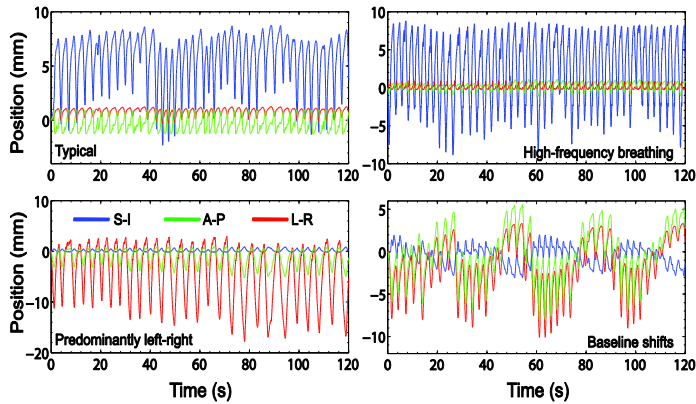 10
5
0
Position (mm)
Typical
0 20 40 60 80 100 120
10
5
0
−5
−10
High-frequency breathing
0 20 40 60 80 100 120
10
0
−10
−20
Position (mm)
S-I A-P L-R
Predominantly left-right
0 20 40 60 80 100 120
Time (s)
5
0
−5
−10
Baseline shifts
0 20 40 60 80 100 120
Time (s)